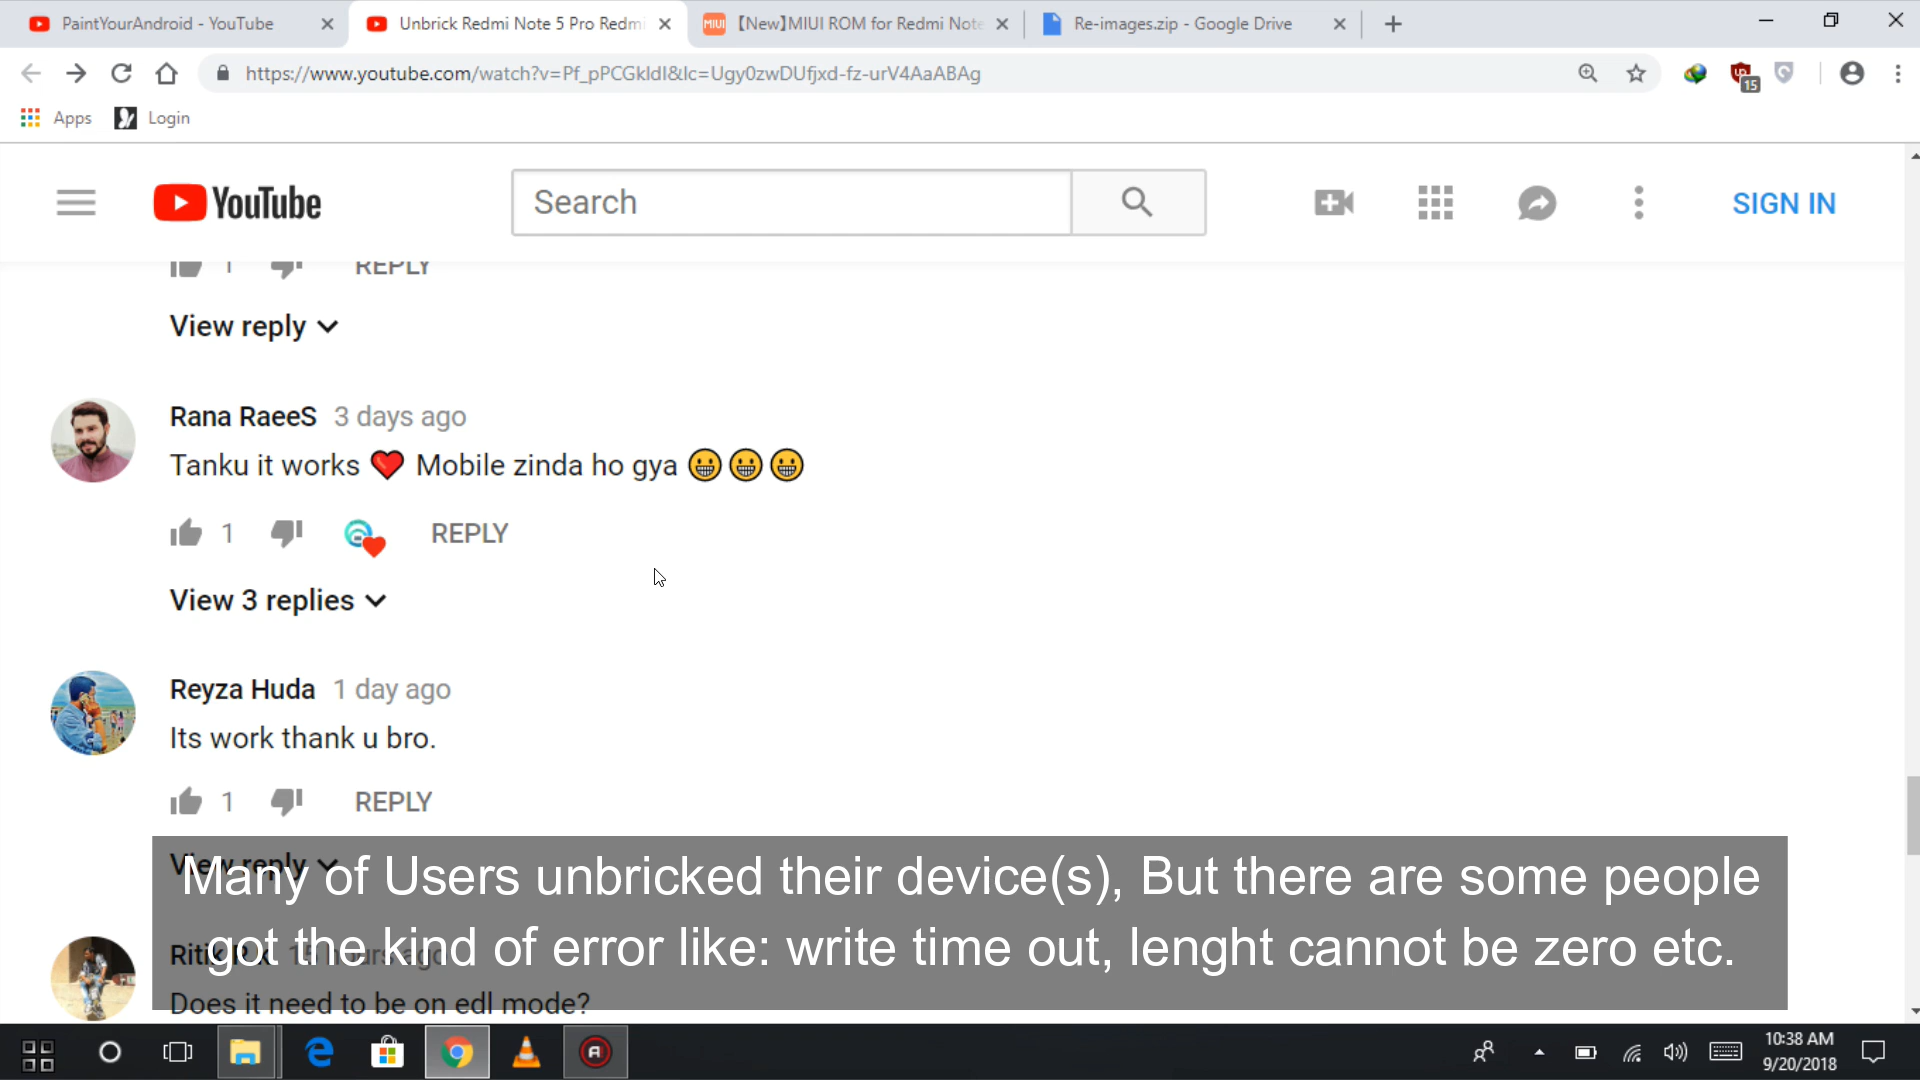 PaintYourAndroid - YouTube
Unbrick Redmi Note 5 Pro Redmi
【New】MIUI ROM for Redmi Note
Re-images.zip - Google Drive
https://www.youtube.com/watch?v=Pf_pPCGkIdI&lc=Ugy0zwDUfjxd-fz-urV4AaABAg
15
Apps
Login
YouTube
Search
SIGN IN
1
REPLY
View reply
Rana RaeeS 3 days ago
Tanku it works ❤ Mobile zinda ho gya 😀😀😀
1
REPLY
View 3 replies
Reyza Huda 1 day ago
Its work thank u bro.
1
REPLY
View reply
Many of Users unbricked their device(s), But there are some people
got the kind of error like: write time out, lenght cannot be zero etc.
Does it need to be on edl mode?
10:38 AM
9/20/2018